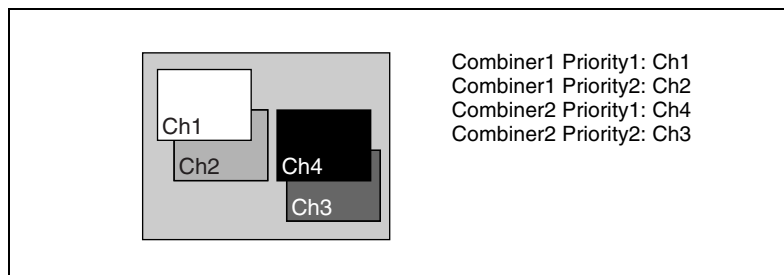 Ch1
Ch2
Ch4
Ch3
Combiner1 Priority1: Ch1
Combiner1 Priority2: Ch2
Combiner2 Priority1: Ch4
Combiner2 Priority2: Ch3